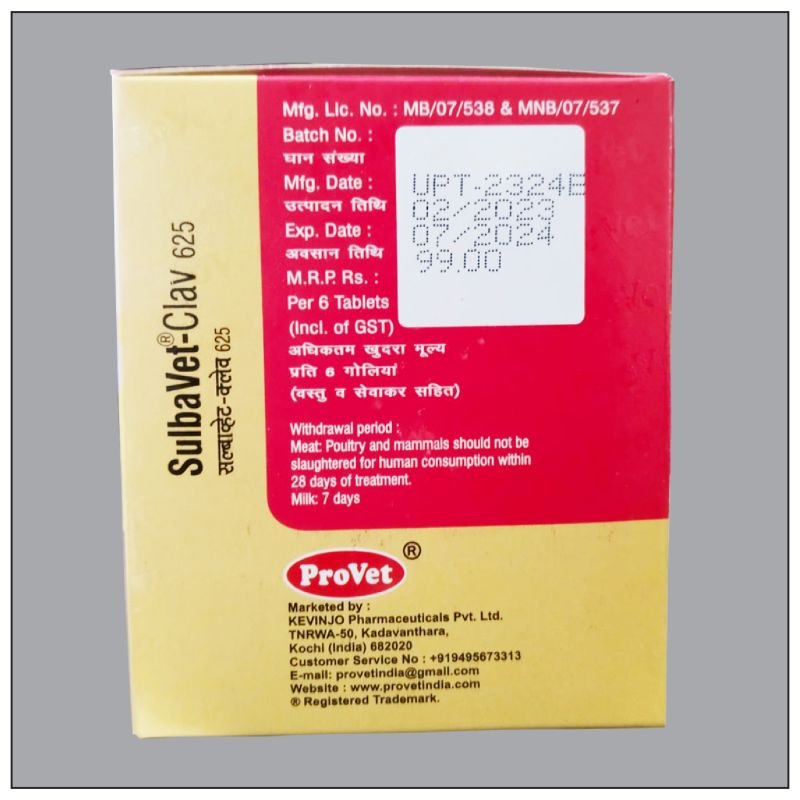 SulbaVet®-Clav 625
सल्बाव्हेट-क्लेव 625
Mfg. Lic. No. : MB/07/538 & MNB/07/537
Batch No. :
घान संख्या
UPT-2324E
Mfg. Date :
उत्पादन तिथि
02/2023
Exp. Date :
अवसान तिथि
07/2024
M.R.P. Rs. :
99.00
Per 6 Tablets
(Incl. of GST)
अधिकतम खुदरा मूल्य
प्रति 6 गोलियां
(वस्तु व सेवाकर सहित)
Withdrawal period :
Meat: Poultry and mammals should not be
slaughtered for human consumption within
28 days of treatment.
Milk: 7 days
ProVet ®
Marketed by :
KEVINJO Pharmaceuticals Pvt. Ltd.
TNRWA-50, Kadavanthara,
Kochi (India) 682020
Customer Service No : +919495673313
E-mail: provetindia@gmail.com
Website : www.provetindia.com
® Registered Trademark.